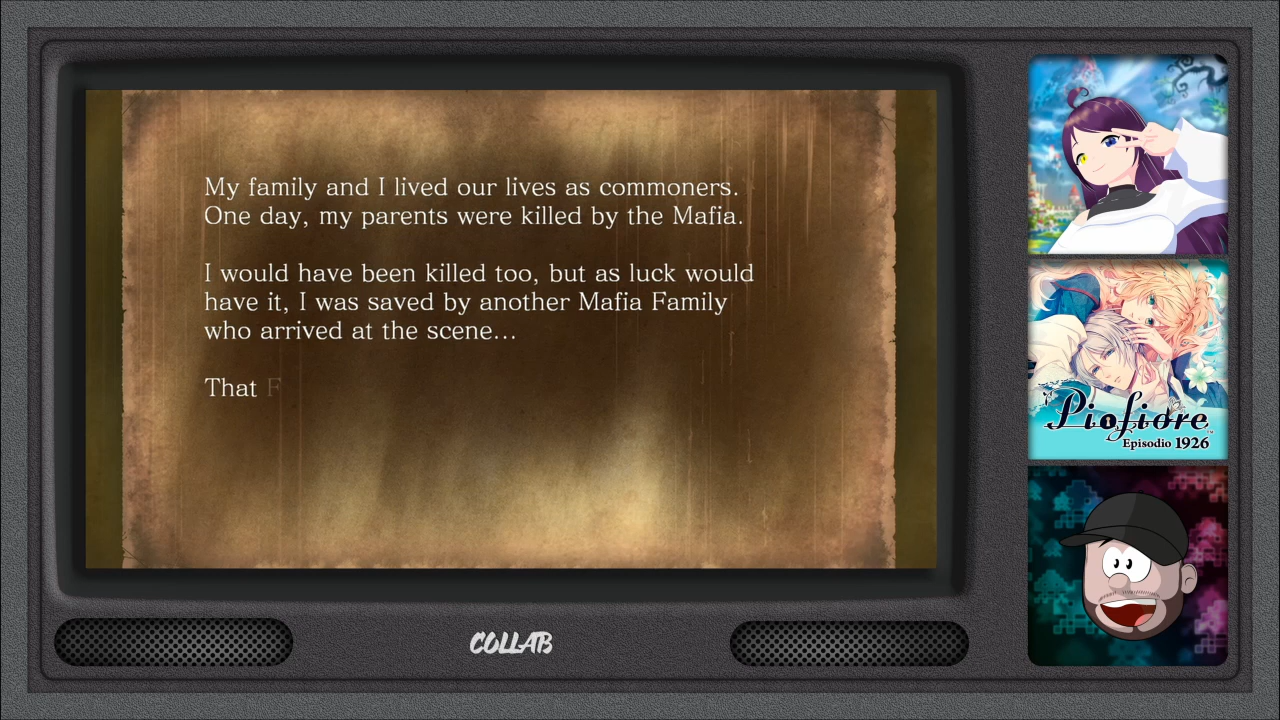 My family and I lived our lives as commoners.
One day, my parents were killed by the Mafia.
I would have been killed too, but as luck would
have it, I was saved by another Mafia Family
who arrived at the scene...
That F
Piofiore
Episodio 1926
COLLAB